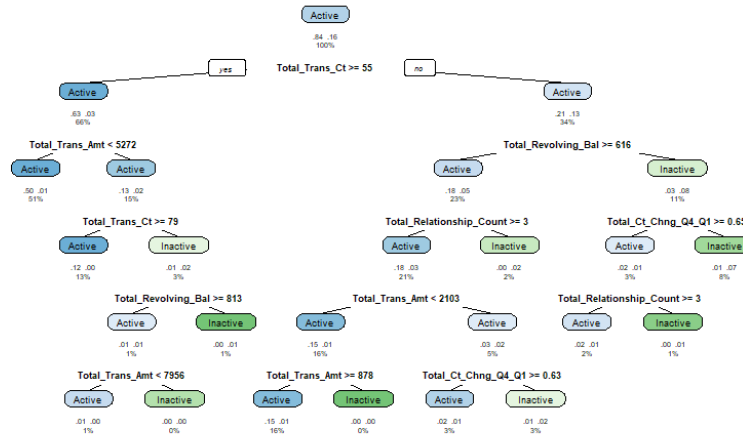 Active
.84 .16
100%
yes Total_Trans_Ct >= 55 no
Active Active
.63 .03 .21 .13
66% 34%
Total_Trans_Amt < 5272 Total_Revolving_Bal >= 616
Active Active Active Inactive
.50 .01 .13 .02 .18 .05 .03 .08
51% 15% 23% 11%
Total_Trans_Ct >= 79 Total_Relationship_Count >= 3 Total_Ct_Chng_Q4_Q1 >= 0.65
Active Inactive Active Inactive Active Inactive
.12 .00 .01 .02 .18 .03 .00 .02 .02 .01 .01 .07
13% 3% 21% 2% 3% 8%
Total_Revolving_Bal >= 813 Total_Trans_Amt < 2103 Total_Relationship_Count >= 3
Active Inactive Active Active Active Inactive
.01 .01 .00 .01 .15 .01 .03 .02 .02 .01 .00 .01
1% 1% 16% 5% 2% 1%
Total_Trans_Amt < 7956 Total_Trans_Amt >= 878 Total_Ct_Chng_Q4_Q1 >= 0.63
Active Inactive Active Inactive Active Inactive
.01 .00 .00 .00 .15 .01 .00 .00 .02 .01 .01 .02
1% 0% 16% 0% 3% 3%